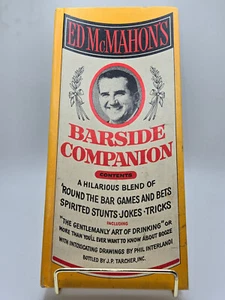 ED McMAHON'S
BARSIDE
COMPANION
CONTENTS
A HILARIOUS BLEND OF
'ROUND THE BAR GAMES AND BETS
SPIRITED STUNTS·JOKES·TRICKS
INCLUDING
"THE GENTLEMANLY ART OF DRINKING" OR
MORE THAN YOU'LL EVER WANT TO KNOW ABOUT BOOZE
WITH INTOXICATING DRAWINGS BY PHIL INTERLANDI
BOTTLED BY J.P. TARCHER, INC.